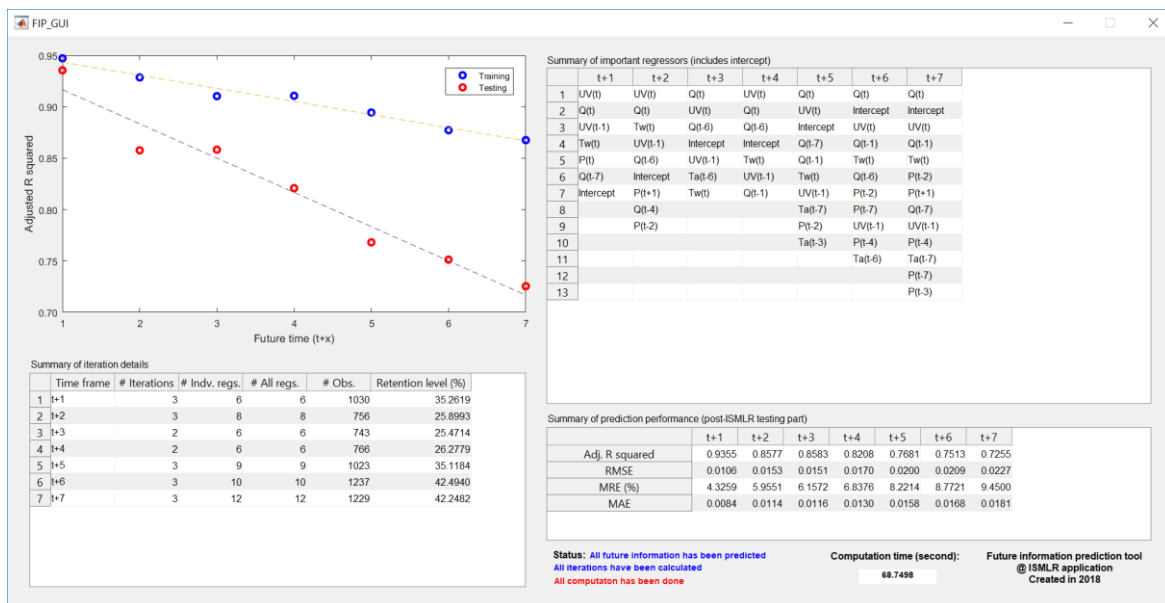 FIP_GUI
0.95
0.90
0.85
0.80
0.75
0.70
Adjusted R squared
1 2 3 4 5 6 7
Future time (t+x)
Training
Testing
Summary of important regressors (includes intercept)
t+1 t+2 t+3 t+4 t+5 t+6 t+7
1 UV(t) UV(t) Q(t) UV(t) Q(t) Q(t) Q(t)
2 Q(t) Q(t) UV(t) Q(t) UV(t) Intercept Intercept
3 UV(t-1) Tw(t) Q(t-6) Q(t-6) Intercept UV(t) UV(t)
4 Tw(t) UV(t-1) Intercept Intercept Q(t-7) Q(t-1) Q(t-1)
5 P(t) Q(t-6) UV(t-1) Tw(t) Q(t-1) Tw(t) Tw(t)
6 Q(t-7) Intercept Ta(t-6) UV(t-1) Tw(t) Q(t-6) P(t-2)
7 Intercept P(t+1) Tw(t) Q(t-1) UV(t-1) P(t-2) P(t+1)
8 Q(t-4) Ta(t-7) P(t-7) Q(t-7)
9 P(t-2) P(t-2) UV(t-1) UV(t-1)
10 Ta(t-3) P(t-4) P(t-4)
11 Ta(t-6) Ta(t-7)
12 P(t-7)
13 P(t-3)
Summary of iteration details
Time frame # Iterations # Indv. regs. # All regs. # Obs. Retention level (%)
1 t+1 3 6 6 1030 35.2619
2 t+2 3 8 8 756 25.8993
3 t+3 2 6 6 743 25.4714
4 t+4 2 6 6 766 26.2779
5 t+5 3 9 9 1023 35.1184
6 t+6 3 10 10 1237 42.4940
7 t+7 3 12 12 1229 42.2482
Summary of prediction performance (post-ISMLR testing part)
t+1 t+2 t+3 t+4 t+5 t+6 t+7
Adj. R squared 0.9355 0.8577 0.8583 0.8208 0.7681 0.7513 0.7255
RMSE 0.0106 0.0153 0.0151 0.0170 0.0200 0.0209 0.0227
MRE (%) 4.3259 5.9551 6.1572 6.8376 8.2214 8.7721 9.4500
MAE 0.0084 0.0114 0.0116 0.0130 0.0158 0.0168 0.0181
Status: All future information has been predicted
All iterations have been calculated
All computaton has been done
Computation time (second):
68.7498
Future information prediction tool
@ ISMLR application
Created in 2018